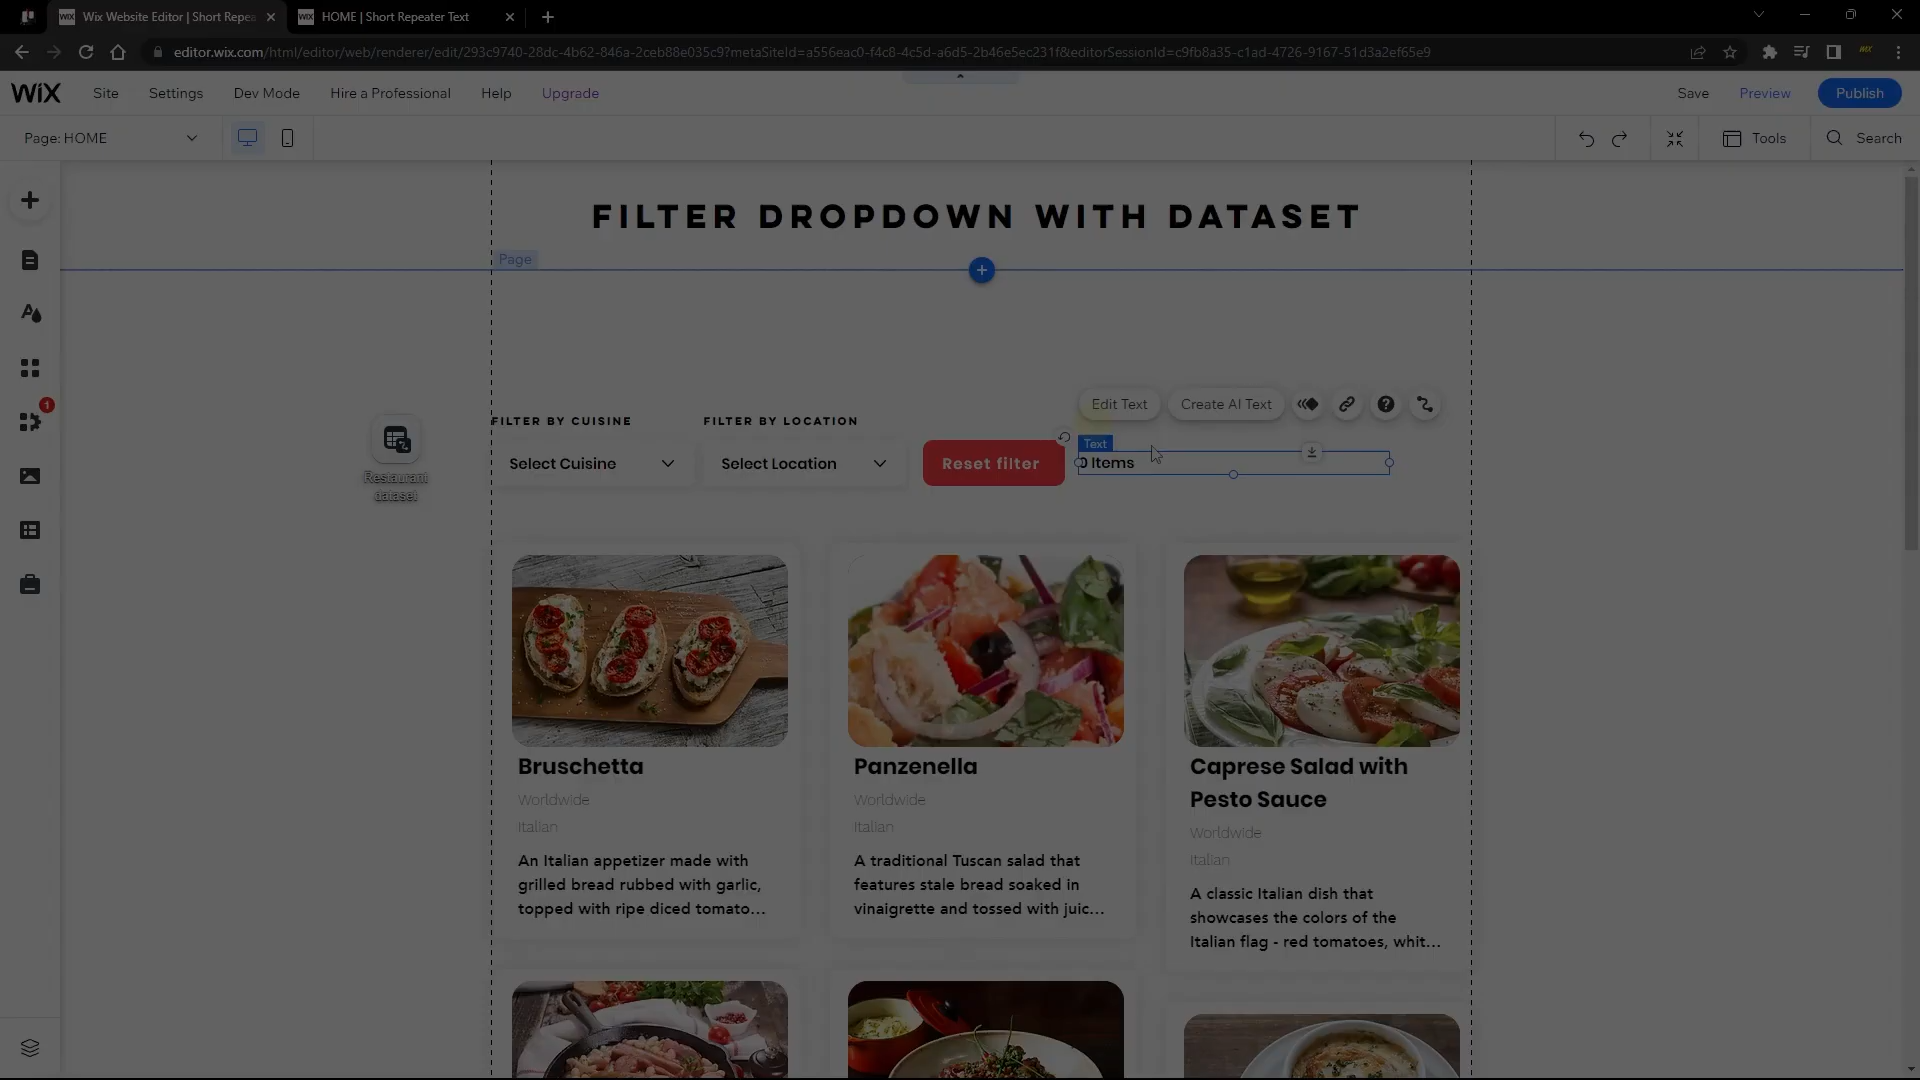 Wix Website Editor | Short Repea
HOME | Short Repeater Text
editor.wix.com/html/editor/web/renderer/edit/293c9740-28dc-4b62-846a-2ceb88e035c9?metaSiteId=a556eac0-f4c8-4c5d-a6d5-2b46e5ec231f&editorSessionId=c9fb8a35-c1ad-4726-9167-51d3a2ef65e9
WiX
Site
Settings
Dev Mode
Hire a Professional
Help
Upgrade
Save
Preview
Publish
Page: HOME
Tools
Search
FILTER DROPDOWN WITH DATASET
Page
1
Edit Text
Create AI Text
FILTER BY CUISINE
FILTER BY LOCATION
Text
Select Cuisine
Select Location
Reset filter
0 Items
Restaurant
dataset
Bruschetta
Worldwide
Italian
An Italian appetizer made with
grilled bread rubbed with garlic,
topped with ripe diced tomato...
Panzenella
Worldwide
Italian
A traditional Tuscan salad that
features stale bread soaked in
vinaigrette and tossed with juic...
Caprese Salad with
Pesto Sauce
Worldwide
Italian
A classic Italian dish that
showcases the colors of the
Italian flag - red tomatoes, whit...